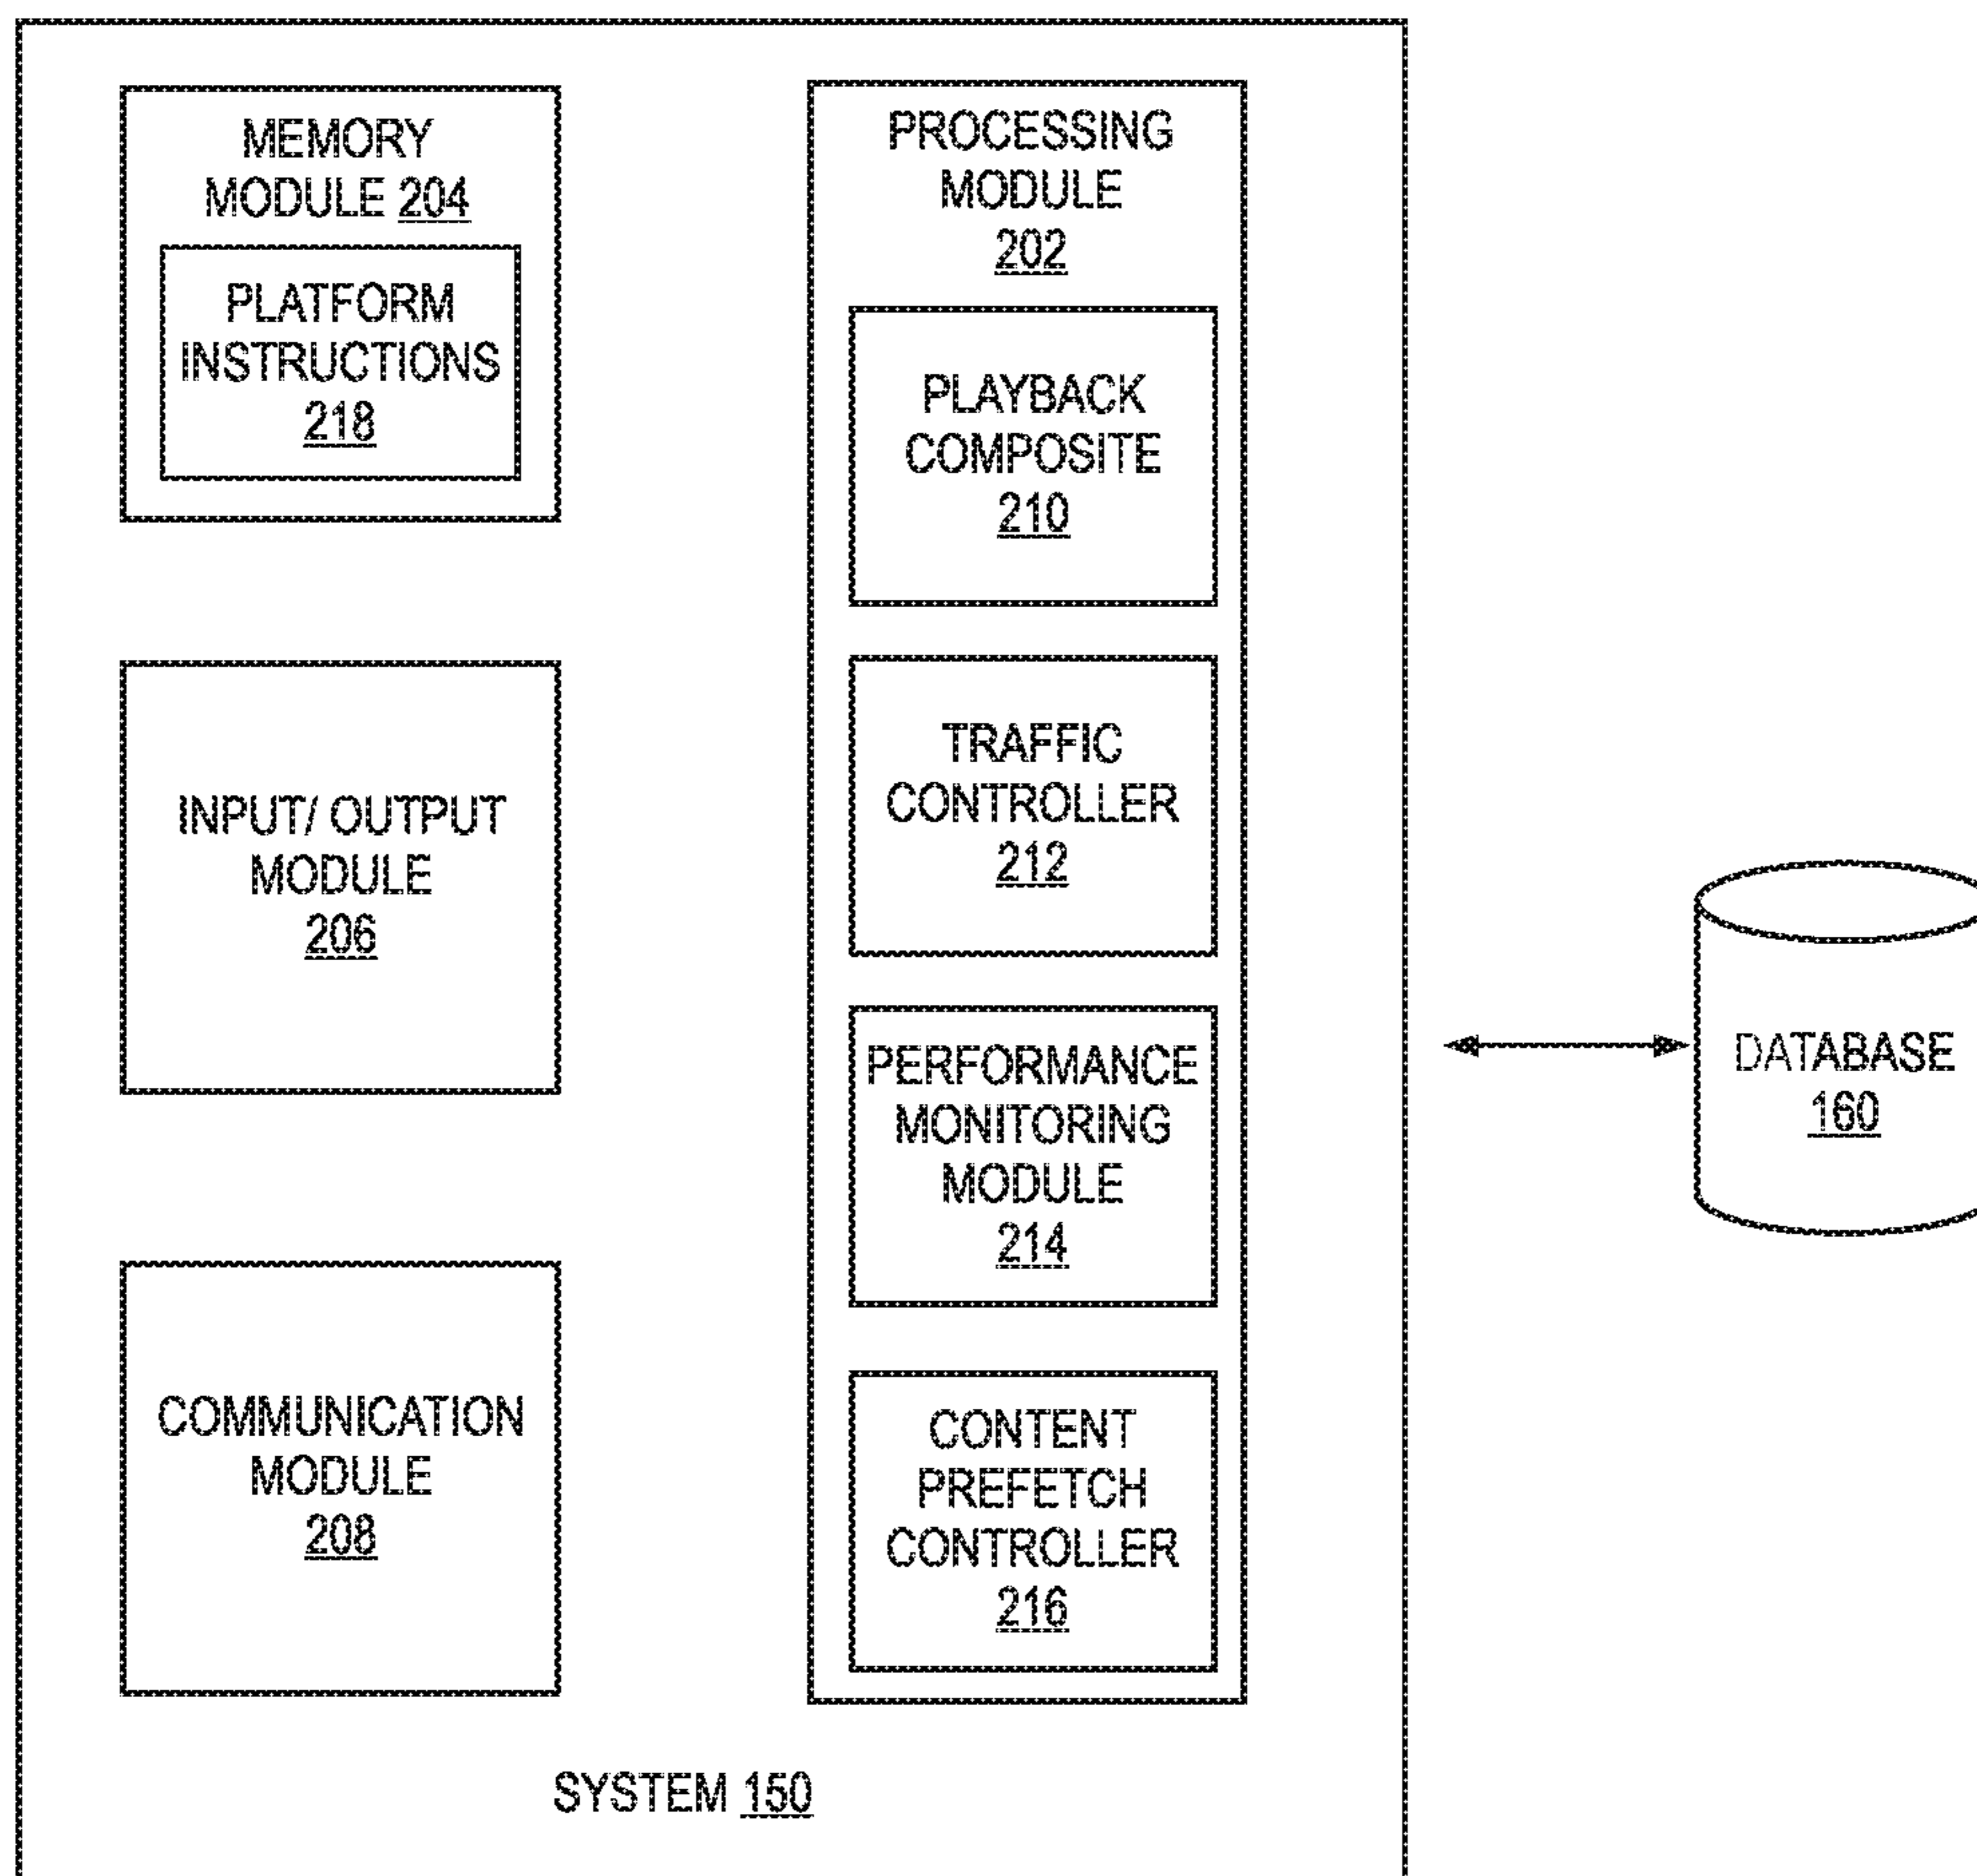 MEMORY
MODULE 204
PLATFORM
INSTRUCTIONS
218
INPUT/ OUTPUT
MODULE
206
COMMUNICATION
MODULE
208
PROCESSING
MODULE
202
PLAYBACK
COMPOSITE
210
TRAFFIC
CONTROLLER
212
PERFORMANCE
MONITORING
MODULE
214
CONTENT
PREFETCH
CONTROLLER
216
SYSTEM 150
DATABASE
160